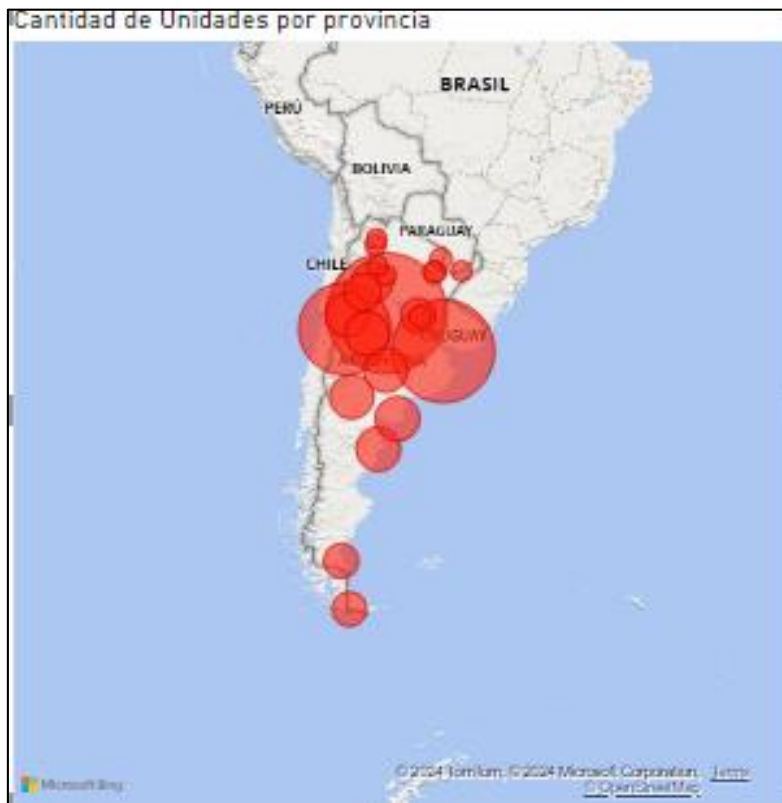 Cantidad de Unidades por provincia
BRASIL
PERÚ
BOLIVIA
PARAGUAY
CHILE
URUGUAY
Microsoft Bing
© 2024 TomTom, © 2024 Microsoft Corporation, Terms
© OpenStreetMap